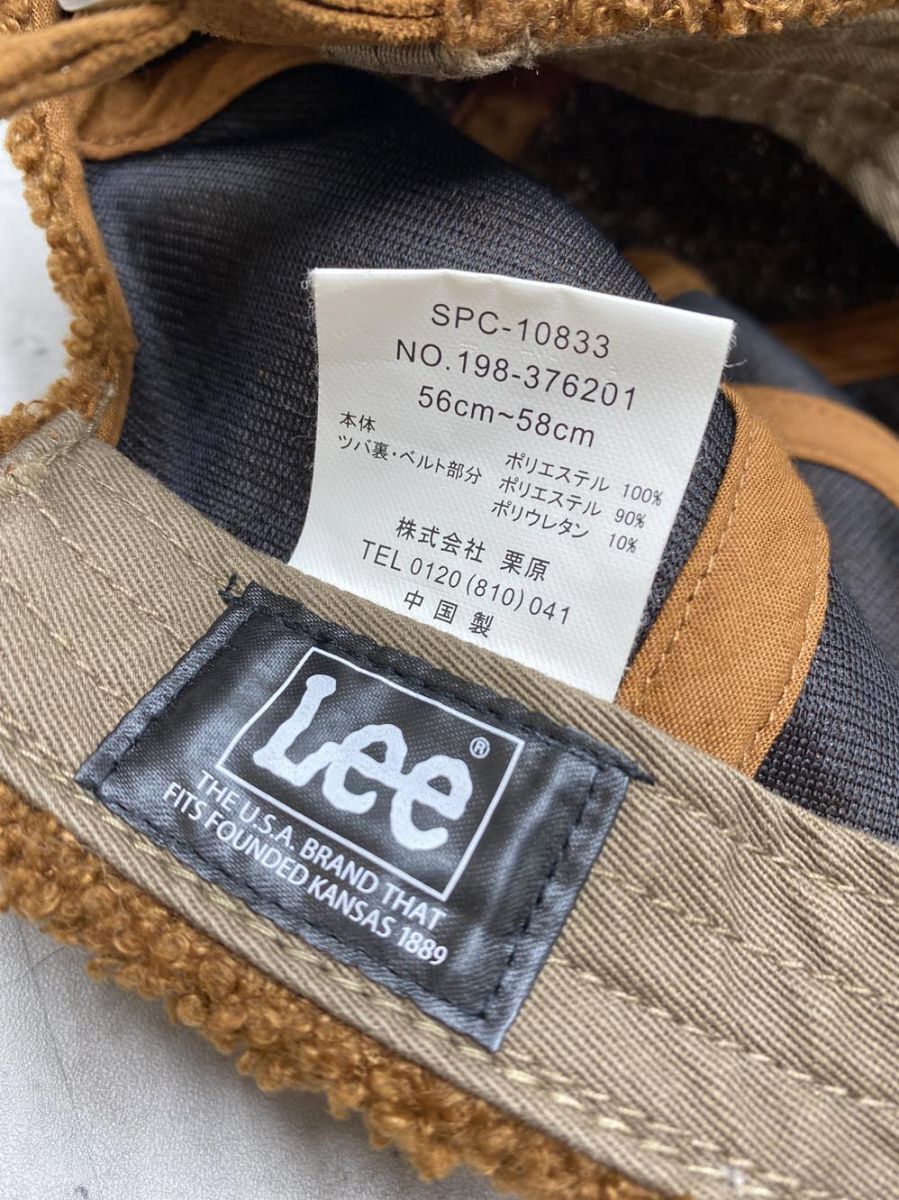 SPC-10833
NO.198-376201
56cm~58cm
本体 ポリエステル 100%
ツバ裏・ベルト部分 ポリエステル 90%
ポリウレタン 10%
株式会社 栗原
TEL 0120(810)041
中国製
Lee®
THE U.S.A. BRAND THAT
FITS FOUNDED KANSAS 1889